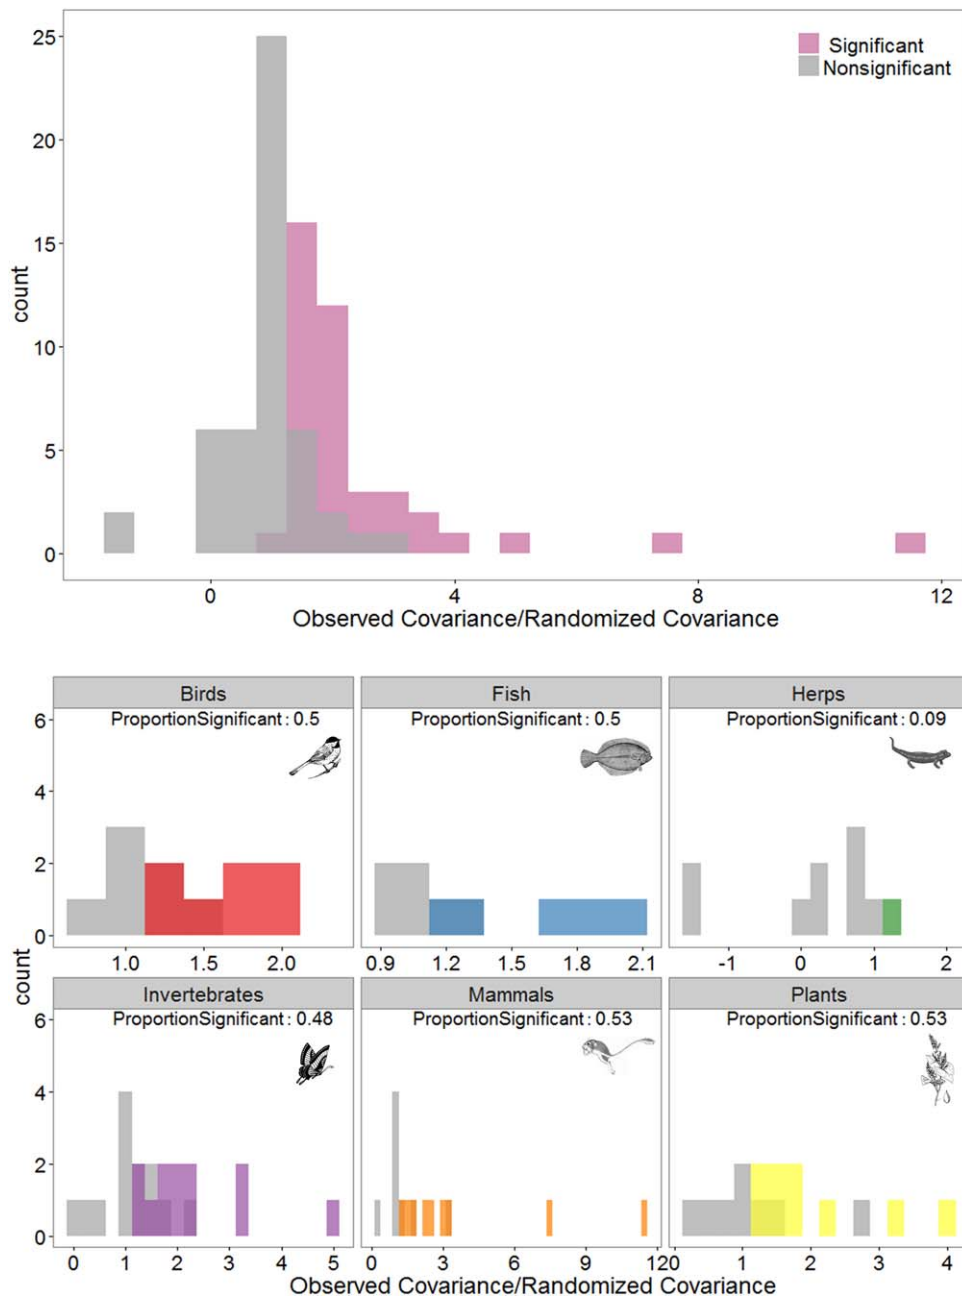 25
20
15
10
5
0
count
Significant
Nonsignificant
0 4 8 12
Observed Covariance/Randomized Covariance
Birds Fish Herps
ProportionSignificant: 0.5 ProportionSignificant: 0.5 ProportionSignificant: 0.09
6
4
2
0
1.0 1.5 2.0 0.9 1.2 1.5 1.8 2.1 -1 0 1 2
count
Invertebrates Mammals Plants
ProportionSignificant: 0.48 ProportionSignificant: 0.53 ProportionSignificant: 0.53
6
4
2
0
0 1 2 3 4 5 0 3 6 9 12 0 1 2 3 4
Observed Covariance/Randomized Covariance